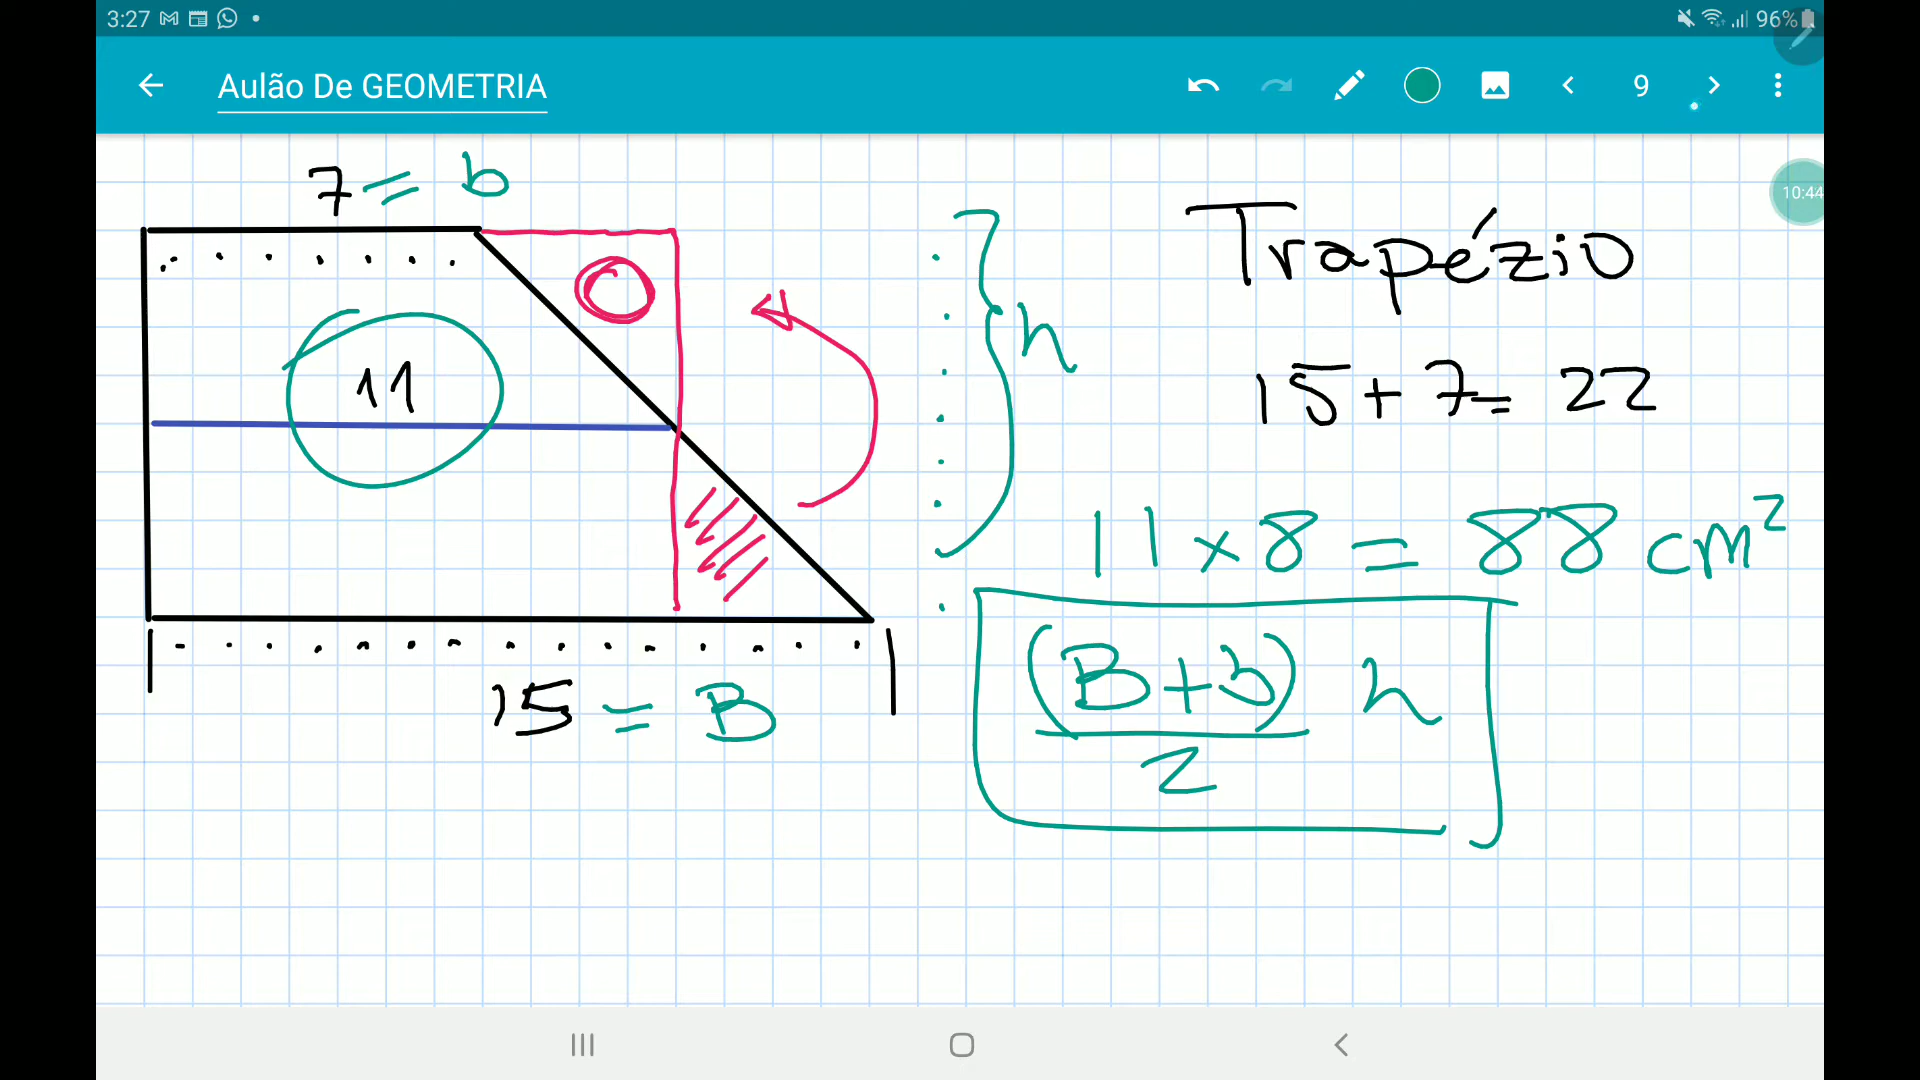 3:27 96%
Aulão De GEOMETRIA 9
10:44
7 = b
Trapézio
h
11
15 + 7 = 22
11 x 8 = 88 cm²
(B+b) h
2
15 = B